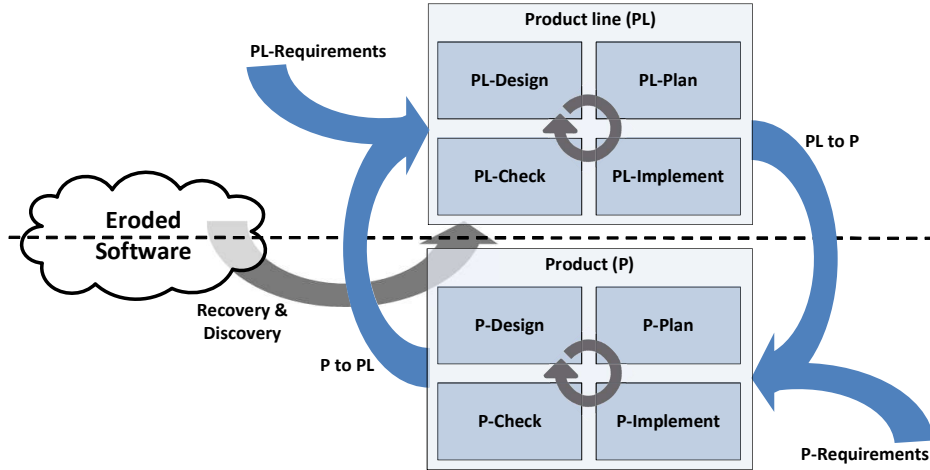 Product line (PL)
PL-Requirements
PL-Design
PL-Plan
PL-Check
PL-Implement
PL to P
Eroded
Software
Recovery &
Discovery
P to PL
Product (P)
P-Design
P-Plan
P-Check
P-Implement
P-Requirements